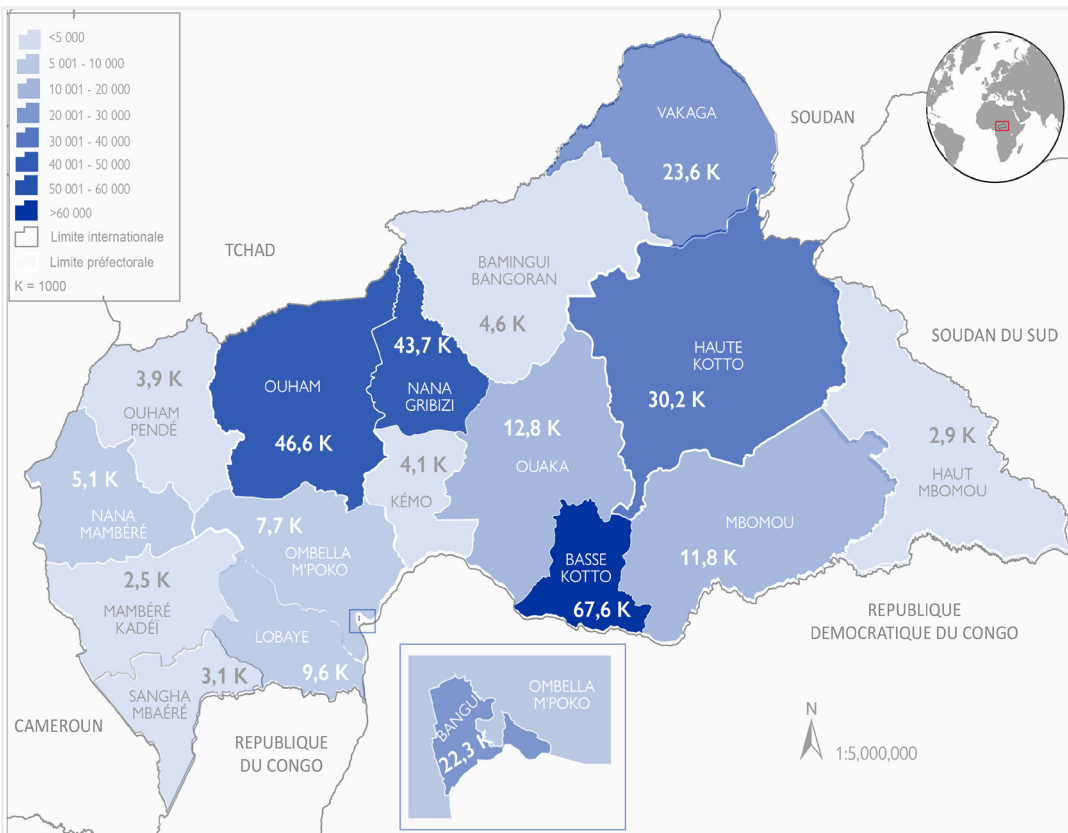 <5 000
5 001 - 10 000
10 001 - 20 000
20 001 - 30 000
30 001 - 40 000
40 001 - 50 000
50 001 - 60 000
>60 000
Limite internationale
Limite préfectorale
K = 1000
SOUDAN
VAKAGA
23,6 K
TCHAD
BAMINGUI
BANGORAN
4,6 K
SOUDAN DU SUD
HAUTE
KOTTO
30,2 K
43,7 K
NANA
GRIBIZI
OUHAM
46,6 K
3,9 K
OUHAM
PENDÉ
12,8 K
OUAKA
2,9 K
HAUT
MBOMOU
4,1 K
KÉMO
5,1 K
NANA
MAMBÉRÉ
7,7 K
OMBELLA
M'POKO
MBOMOU
11,8 K
BASSE
KOTTO
67,6 K
2,5 K
MAMBÉRÉ
KADÉÏ
LOBAYE
9,6 K
1
REPUBLIQUE
DEMOCRATIQUE DU CONGO
3,1 K
SANGHA
MBAÉRÉ
CAMEROUN
REPUBLIQUE
DU CONGO
OMBELLA
M'POKO
BANGUI
22,3 K
N
1:5,000,000